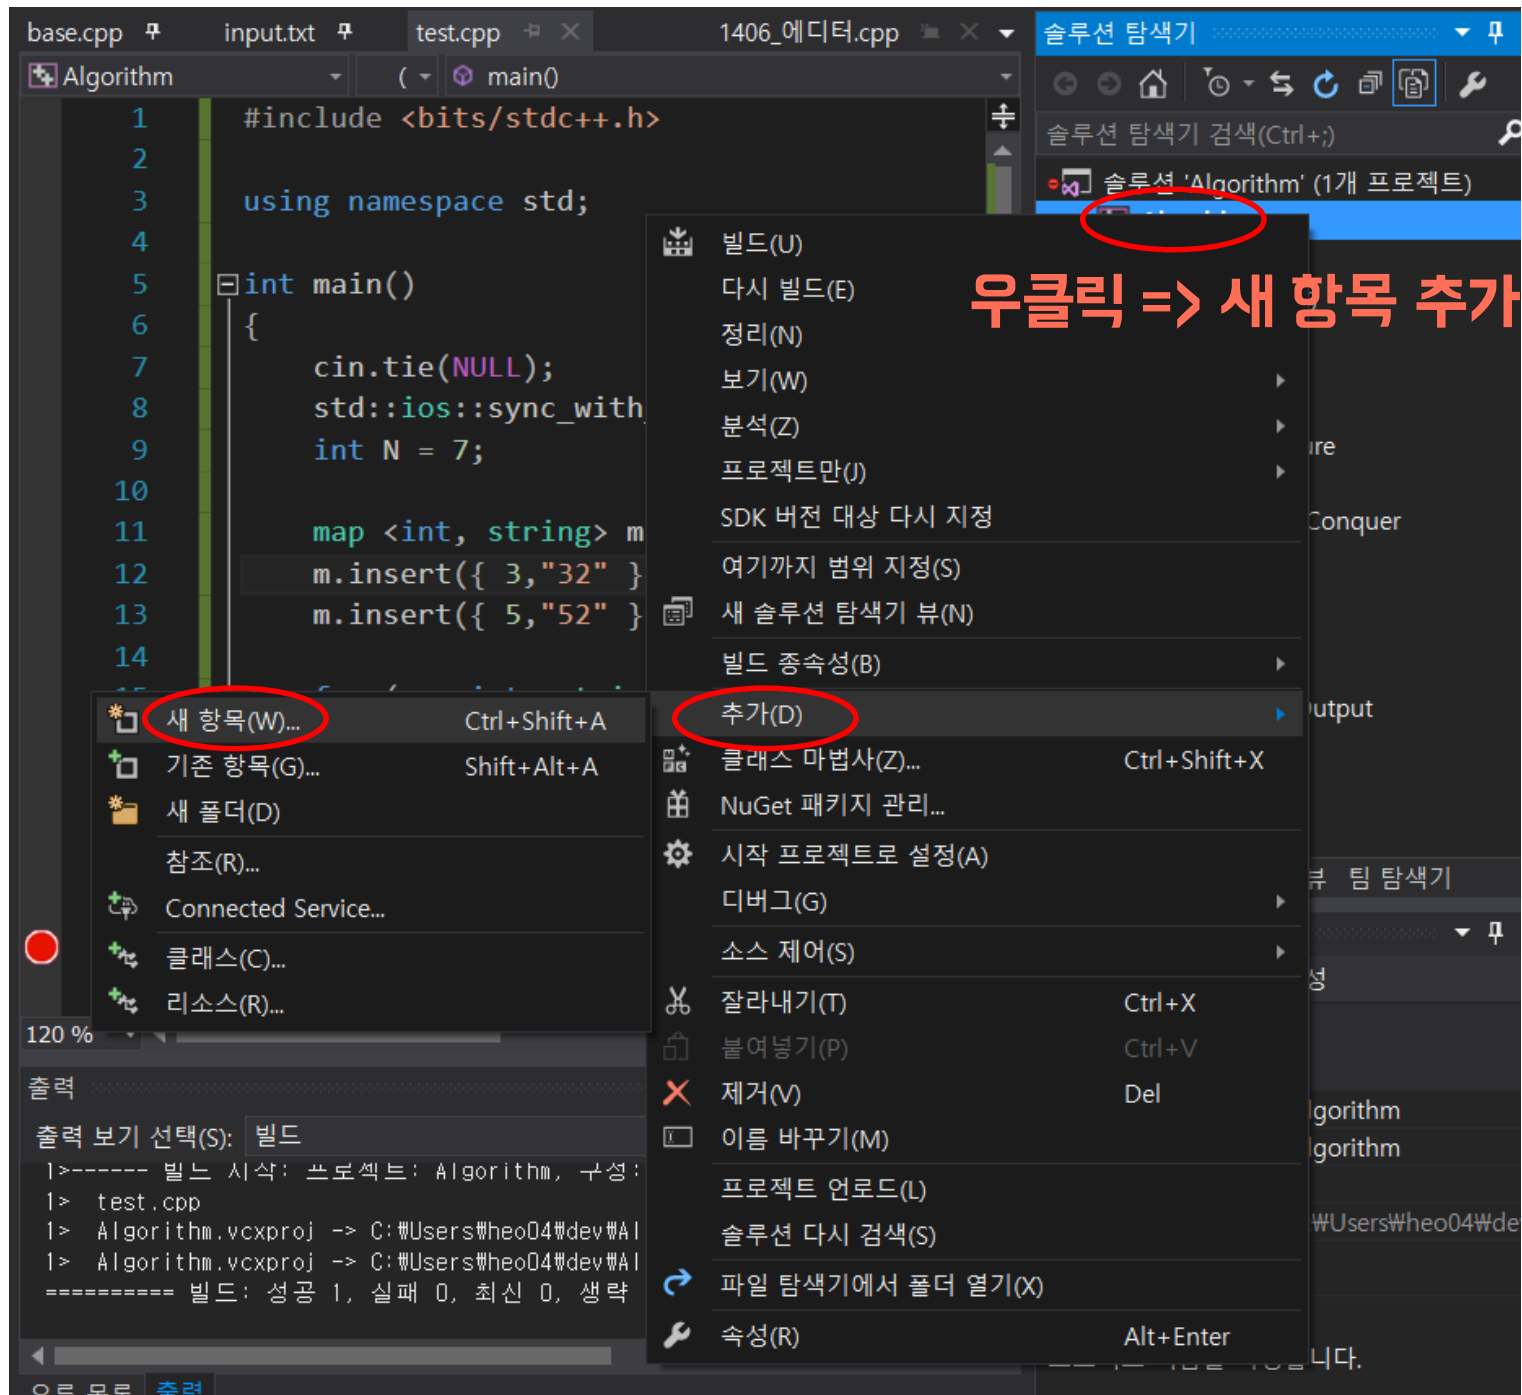 base.cpp
input.txt
test.cpp
1406_에디터.cpp
Algorithm
(
main()
1 #include <bits/stdc++.h>
2
3 using namespace std;
4
5 int main()
6 {
7 cin.tie(NULL);
8 std::ios::sync_with_
9 int N = 7;
10
11 map <int, string> m
12 m.insert({ 3,"32" }
13 m.insert({ 5,"52" }
14
새 항목(W)... Ctrl+Shift+A
기존 항목(G)... Shift+Alt+A
새 폴더(D)
참조(R)...
Connected Service...
클래스(C)...
리소스(R)...
120 %
출력
출력 보기 선택(S): 빌드
1>------ 빌드 시작: 프로젝트: Algorithm, 구성:
1> test.cpp
1> Algorithm.vcxproj -> C:₩Users₩heo04₩dev₩Al
1> Algorithm.vcxproj -> C:₩Users₩heo04₩dev₩Al
========== 빌드: 성공 1, 실패 0, 최신 0, 생략
오류 목록 출력
빌드(U)
다시 빌드(E)
정리(N)
보기(W)
분석(Z)
프로젝트만(J)
SDK 버전 대상 다시 지정
여기까지 범위 지정(S)
새 솔루션 탐색기 뷰(N)
빌드 종속성(B)
추가(D)
클래스 마법사(Z)... Ctrl+Shift+X
NuGet 패키지 관리...
시작 프로젝트로 설정(A)
디버그(G)
소스 제어(S)
잘라내기(T) Ctrl+X
붙여넣기(P) Ctrl+V
제거(V) Del
이름 바꾸기(M)
프로젝트 언로드(L)
솔루션 다시 검색(S)
파일 탐색기에서 폴더 열기(X)
속성(R) Alt+Enter
솔루션 탐색기
솔루션 탐색기 검색(Ctrl+;)
솔루션 'Algorithm' (1개 프로젝트)
우클릭 => 새 항목 추가
ure
Conquer
utput
뷰 팀 탐색기
성
lgorithm
lgorithm
₩Users₩heo04₩de
니다.